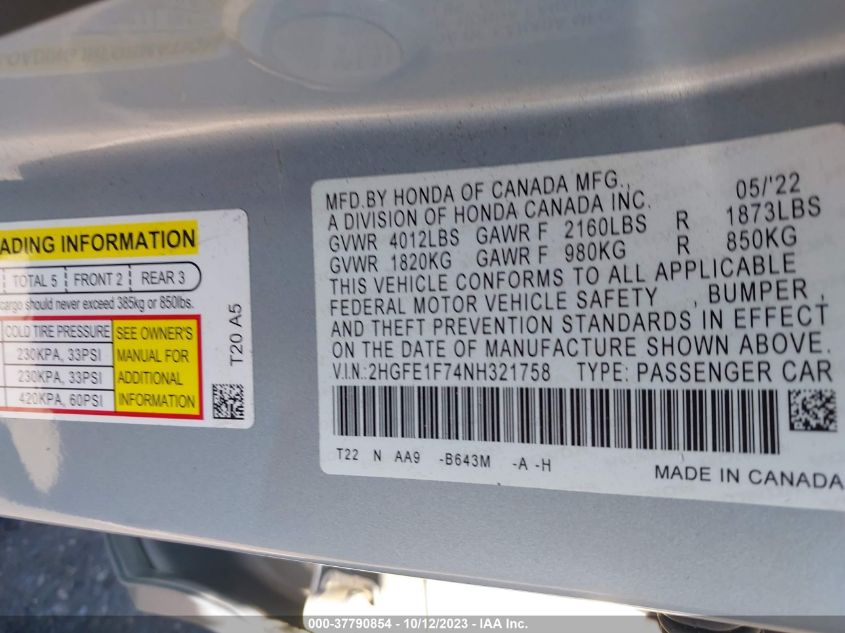 MFD.BY HONDA OF CANADA MFG., 05/'22
A DIVISION OF HONDA CANADA INC.
GVWR 4012LBS GAWR F 2160LBS R 1873LBS
GVWR 1820KG GAWR F 980KG R 850KG
THIS VEHICLE CONFORMS TO ALL APPLICABLE
FEDERAL MOTOR VEHICLE SAFETY , BUMPER ,
AND THEFT PREVENTION STANDARDS IN EFFECT
ON THE DATE OF MANUFACTURE SHOWN ABOVE.
V.I.N.:2HGFE1F74NH321758 TYPE: PASSENGER CAR
T22 N AA9 -B643M -A -H
MADE IN CANADA
ADING INFORMATION
TOTAL 5 FRONT 2 REAR 3
cargo should never exceed 385kg or 850lbs.
COLD TIRE PRESSURE SEE OWNER'S
230KPA, 33PSI MANUAL FOR
230KPA, 33PSI ADDITIONAL
420KPA, 60PSI INFORMATION
T20 A5
000-37790854 - 10/12/2023 - IAA Inc.